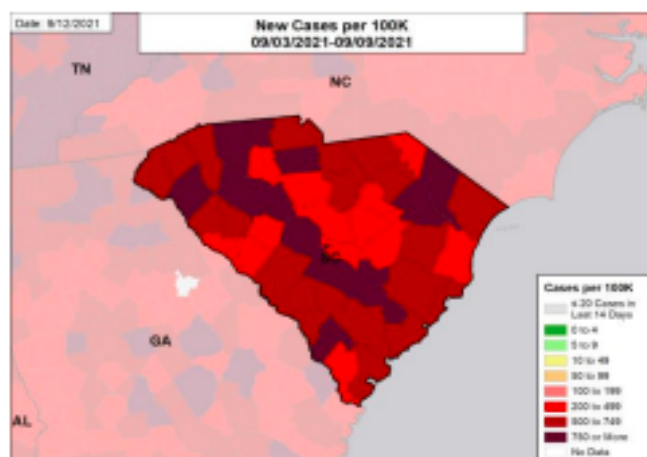 Date: 9/12/2021
New Cases per 100K
09/03/2021-09/09/2021
TN
NC
SC
GA
AL
Cases per 100K
≤ 20 Cases in
Last 14 Days
0 to 4
5 to 9
10 to 49
50 to 99
100 to 199
200 to 499
500 to 749
750 or More
No Data